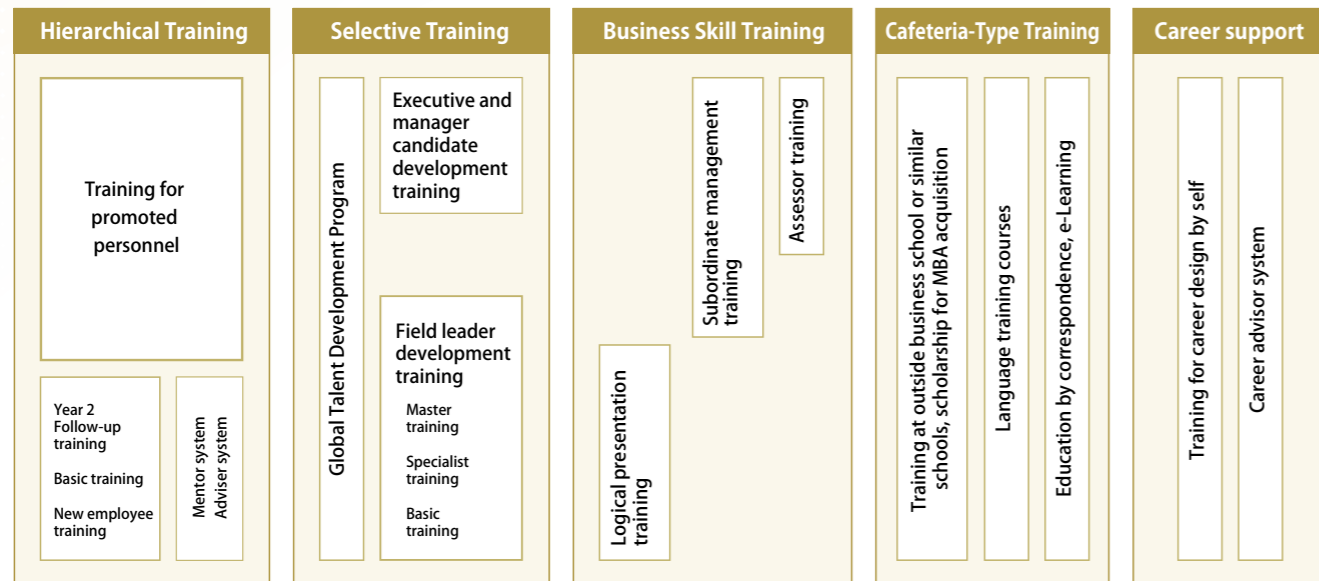 Hierarchical Training
Training for
promoted
personnel
Year 2
Follow-up
training
Basic training
New employee
training
Mentor system
Adviser system
Selective Training
Global Talent Development Program
Executive and
manager
candidate
development
training
Field leader
development
training
Master
training
Specialist
training
Basic
training
Business Skill Training
Logical presentation
training
Subordinate management
training
Assessor training
Cafeteria-Type Training
Training at outside business school or similar
schools, scholarship for MBA acquisition
Language training courses
Education by correspondence, e-Learning
Career support
Training for career design by self
Career advisor system